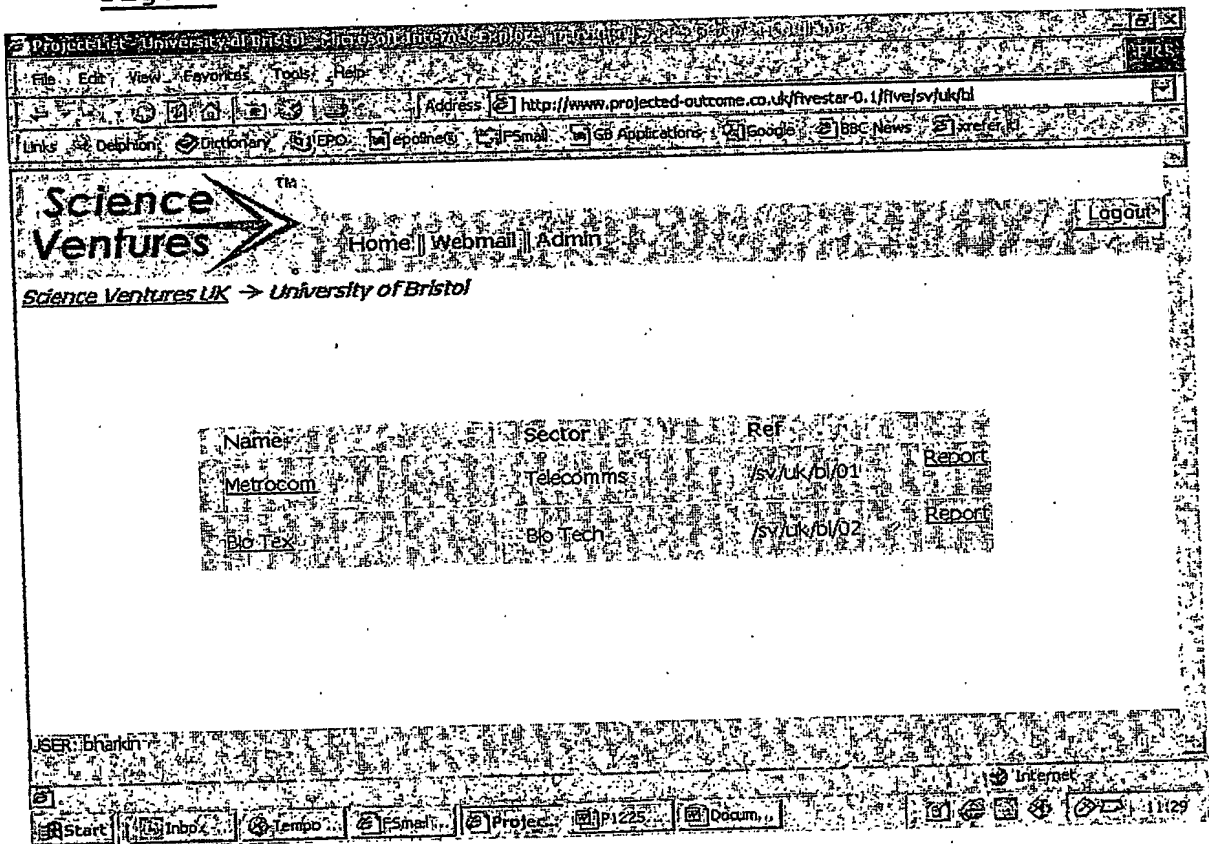 Project List - University of Bristol - Microsoft Internet Explorer
File Edit View Favorites Tools Help
Address http://www.projected-outcome.co.uk/fivestar-0.1/five/sv/uk/bl
Links Delphion Dictionary EPO epoline® FSmail GB Applications Google BBC News xrefer
Science Ventures TM
Home || Webmail || Admin
Logout
Science Ventures UK → University of Bristol
Name Sector Ref
Metrocom Telecomms /sv/uk/bl/01 Report
Bio Tex Bio Tech /sv/uk/bl/02 Report
USER: bharkin
Internet
Start Inbox... Tempo... FSmail... Projec... P1225... Docum... 11:29